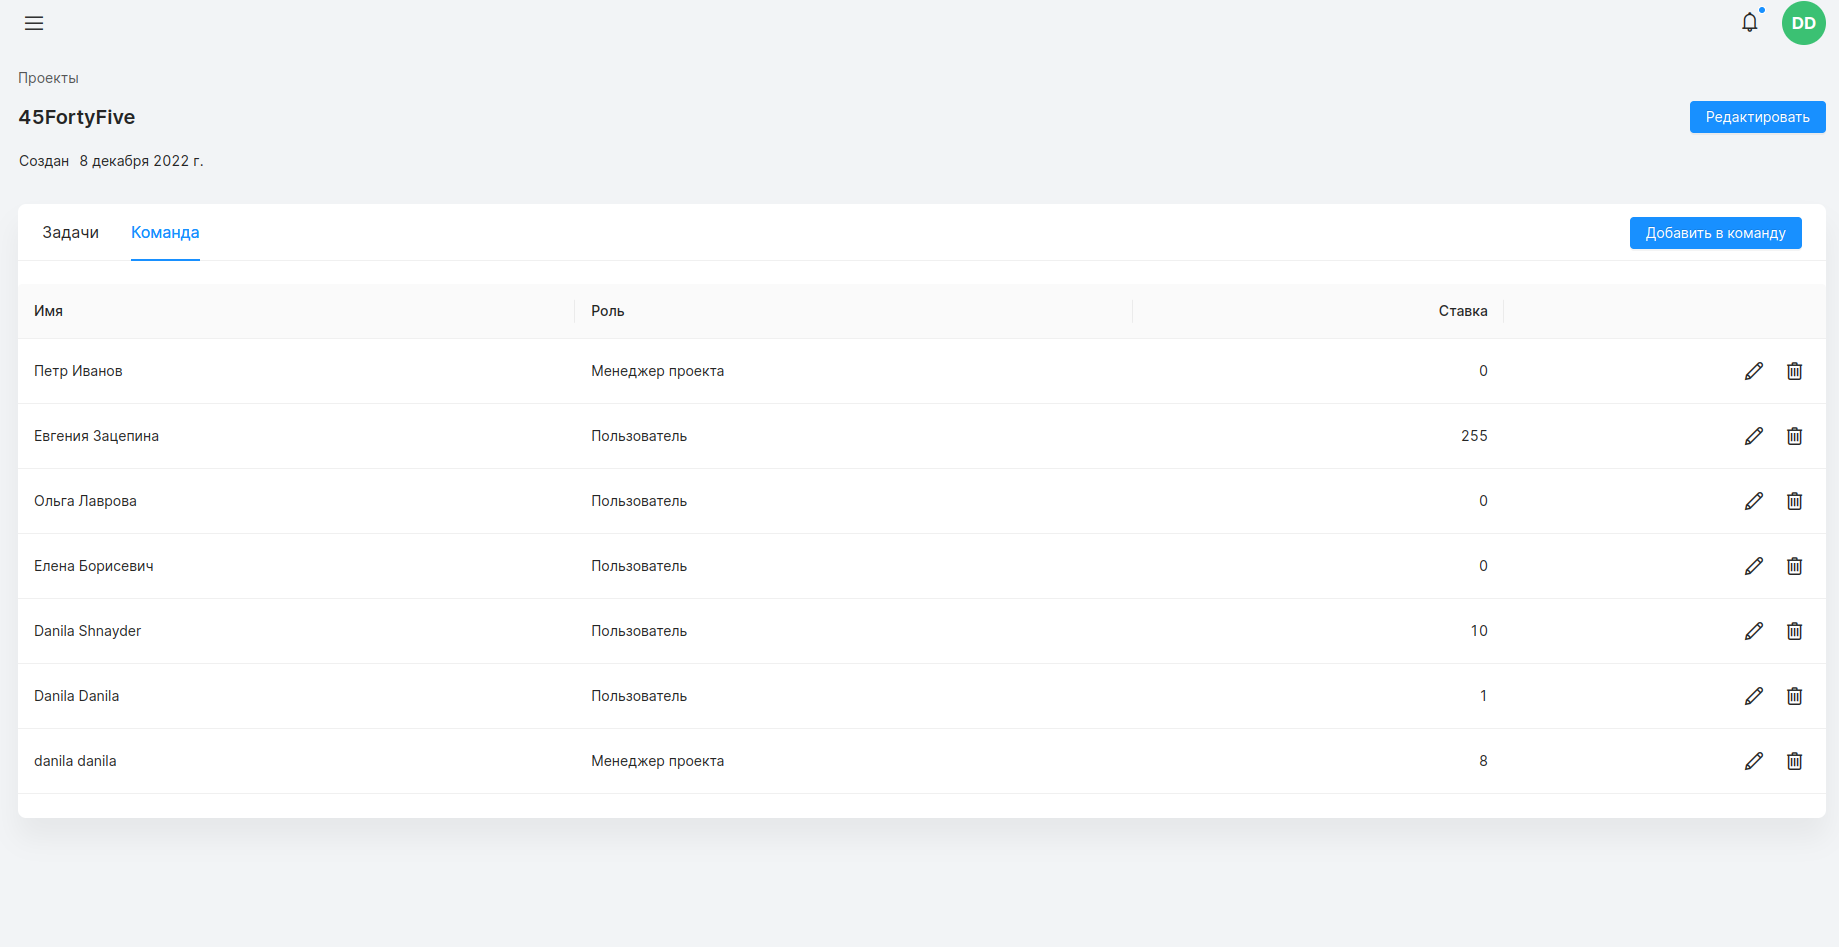 DD
Проекты
45FortyFive
Редактировать
Создан 8 декабря 2022 г.
Задачи Команда Добавить в команду
Имя Роль Ставка
Петр Иванов Менеджер проекта 0
Евгения Зацепина Пользователь 255
Ольга Лаврова Пользователь 0
Елена Борисевич Пользователь 0
Danila Shnayder Пользователь 10
Danila Danila Пользователь 1
danila danila Менеджер проекта 8